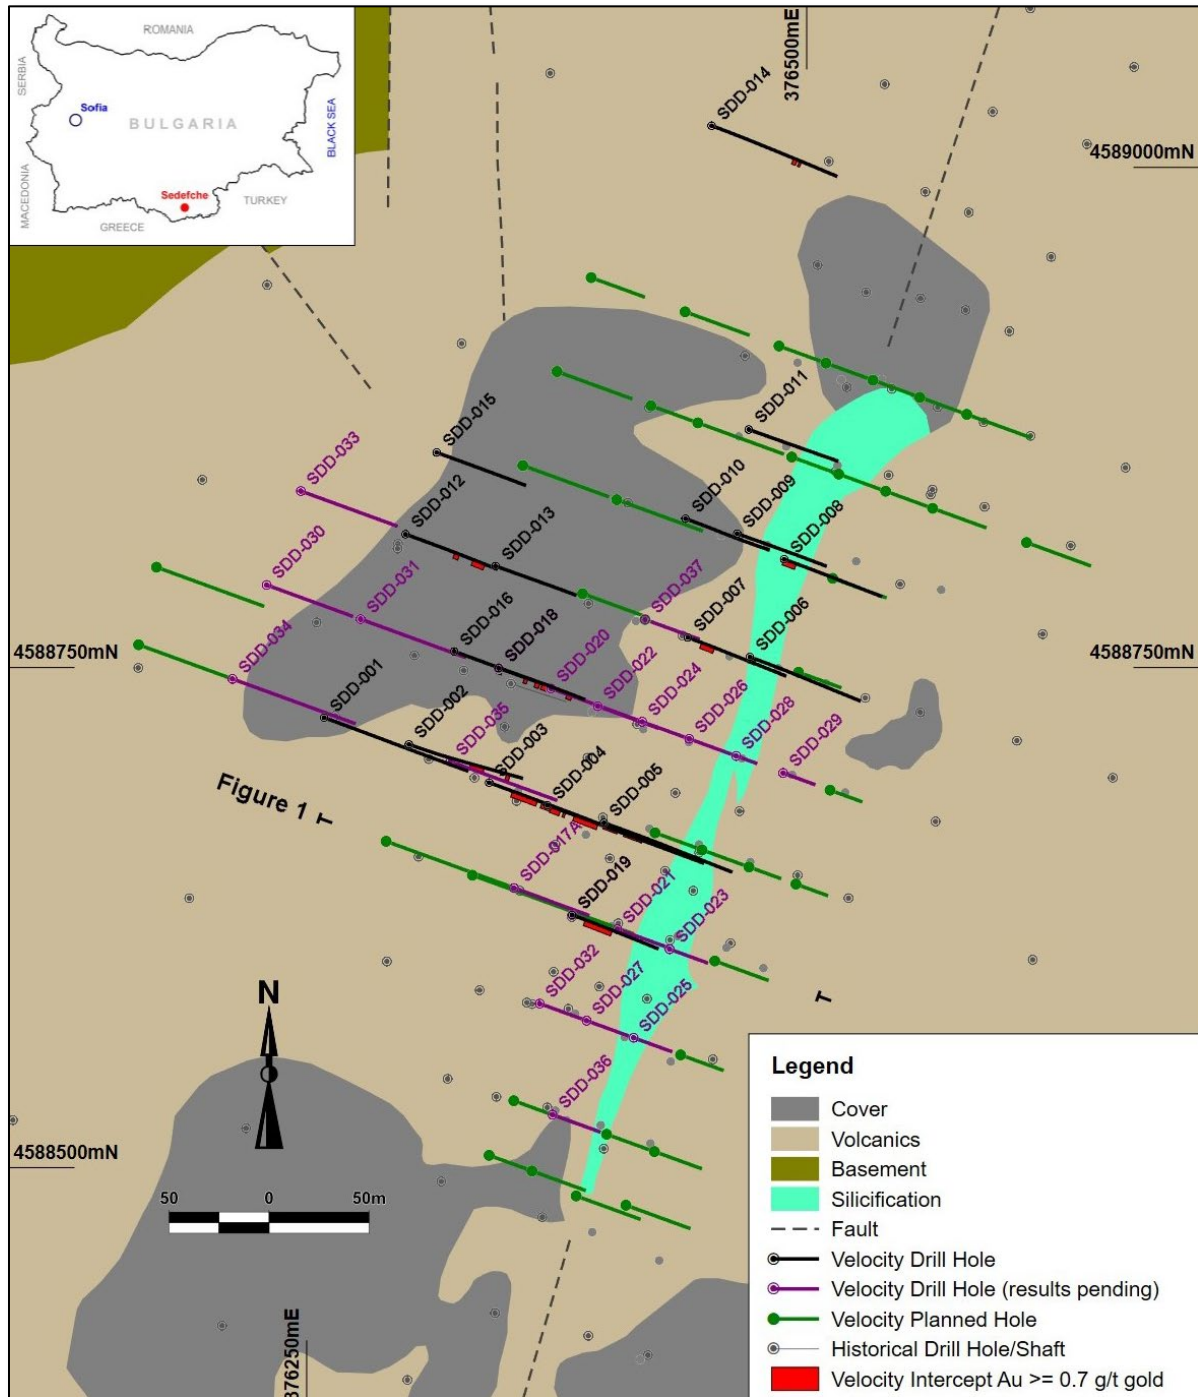 ROMANIA
SERBIA
Sofia
BULGARIA
BLACK SEA
MACEDONIA
Sedefche
TURKEY
GREECE
376500mE
SDD-014
4589000mN
SDD-011
SDD-015
SDD-033
SDD-012
SDD-013
SDD-010
SDD-009
SDD-008
SDD-030
SDD-031
SDD-016
SDD-018
SDD-037
SDD-007
SDD-006
4588750mN
4588750mN
SDD-034
SDD-020
SDD-022
SDD-024
SDD-026
SDD-028
SDD-029
SDD-001
SDD-002
SDD-035
SDD-003
SDD-004
SDD-005
Figure 1
SDD-017A
SDD-019
SDD-021
SDD-023
SDD-032
SDD-027
SDD-025
SDD-036
N
4588500mN
50 0 50m
376250mE
Legend
Cover
Volcanics
Basement
Silicification
Fault
Velocity Drill Hole
Velocity Drill Hole (results pending)
Velocity Planned Hole
Historical Drill Hole/Shaft
Velocity Intercept Au >= 0.7 g/t gold